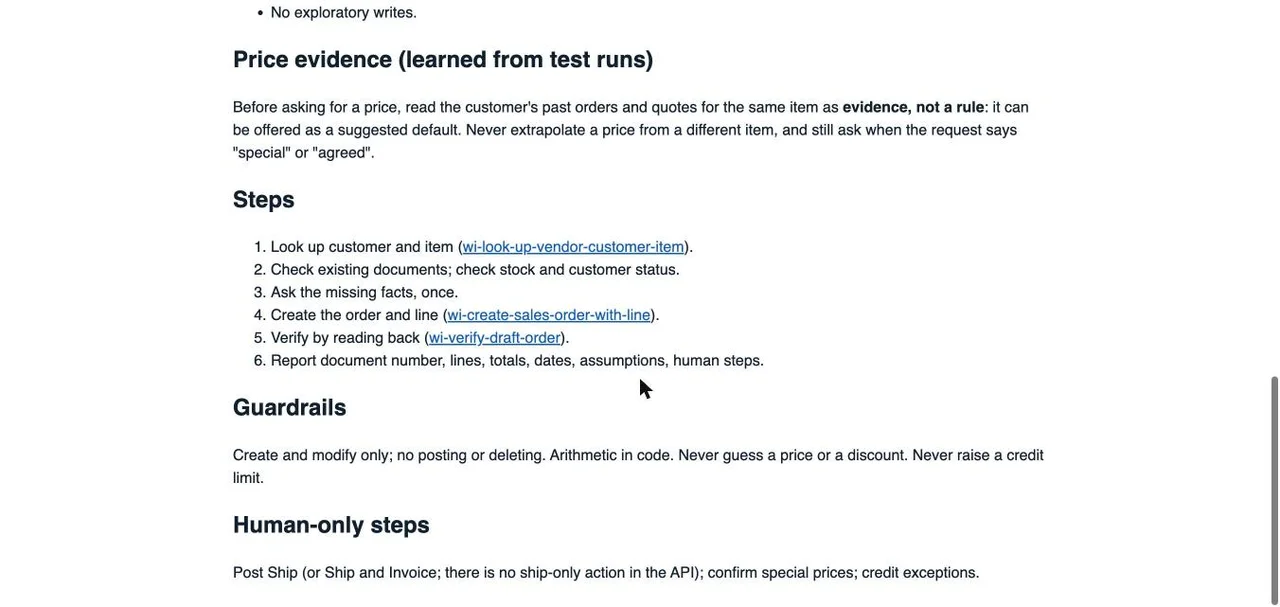 • No exploratory writes.
Price evidence (learned from test runs)
Before asking for a price, read the customer's past orders and quotes for the same item as evidence, not a rule: it can
be offered as a suggested default. Never extrapolate a price from a different item, and still ask when the request says
"special" or "agreed".
Steps
1. Look up customer and item (wi-look-up-vendor-customer-item).
2. Check existing documents; check stock and customer status.
3. Ask the missing facts, once.
4. Create the order and line (wi-create-sales-order-with-line).
5. Verify by reading back (wi-verify-draft-order).
6. Report document number, lines, totals, dates, assumptions, human steps.
Guardrails
Create and modify only; no posting or deleting. Arithmetic in code. Never guess a price or a discount. Never raise a credit
limit.
Human-only steps
Post Ship (or Ship and Invoice; there is no ship-only action in the API); confirm special prices; credit exceptions.